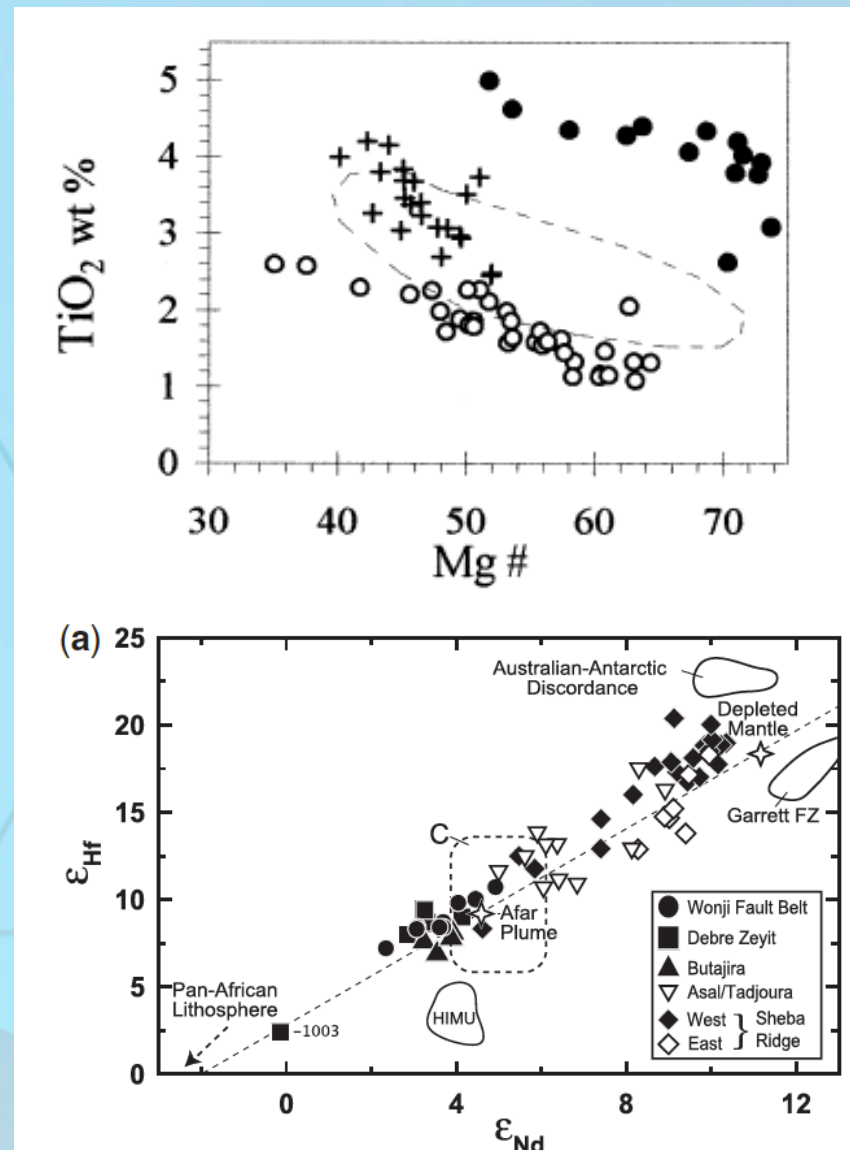 5
4
3
2
1
0
TiO₂ wt %
30 40 50 60 70
Mg #
(a)
25
20
15
10
5
0
εHf
Australian-Antarctic
Discordance
Depleted
Mantle
Garrett FZ
C
Afar
Plume
Pan-African
Lithosphere
-1003
HIMU
Wonji Fault Belt
Debre Zeyit
Butajira
Asal/Tadjoura
West } Sheba
East } Ridge
0 4 8 12
εNd